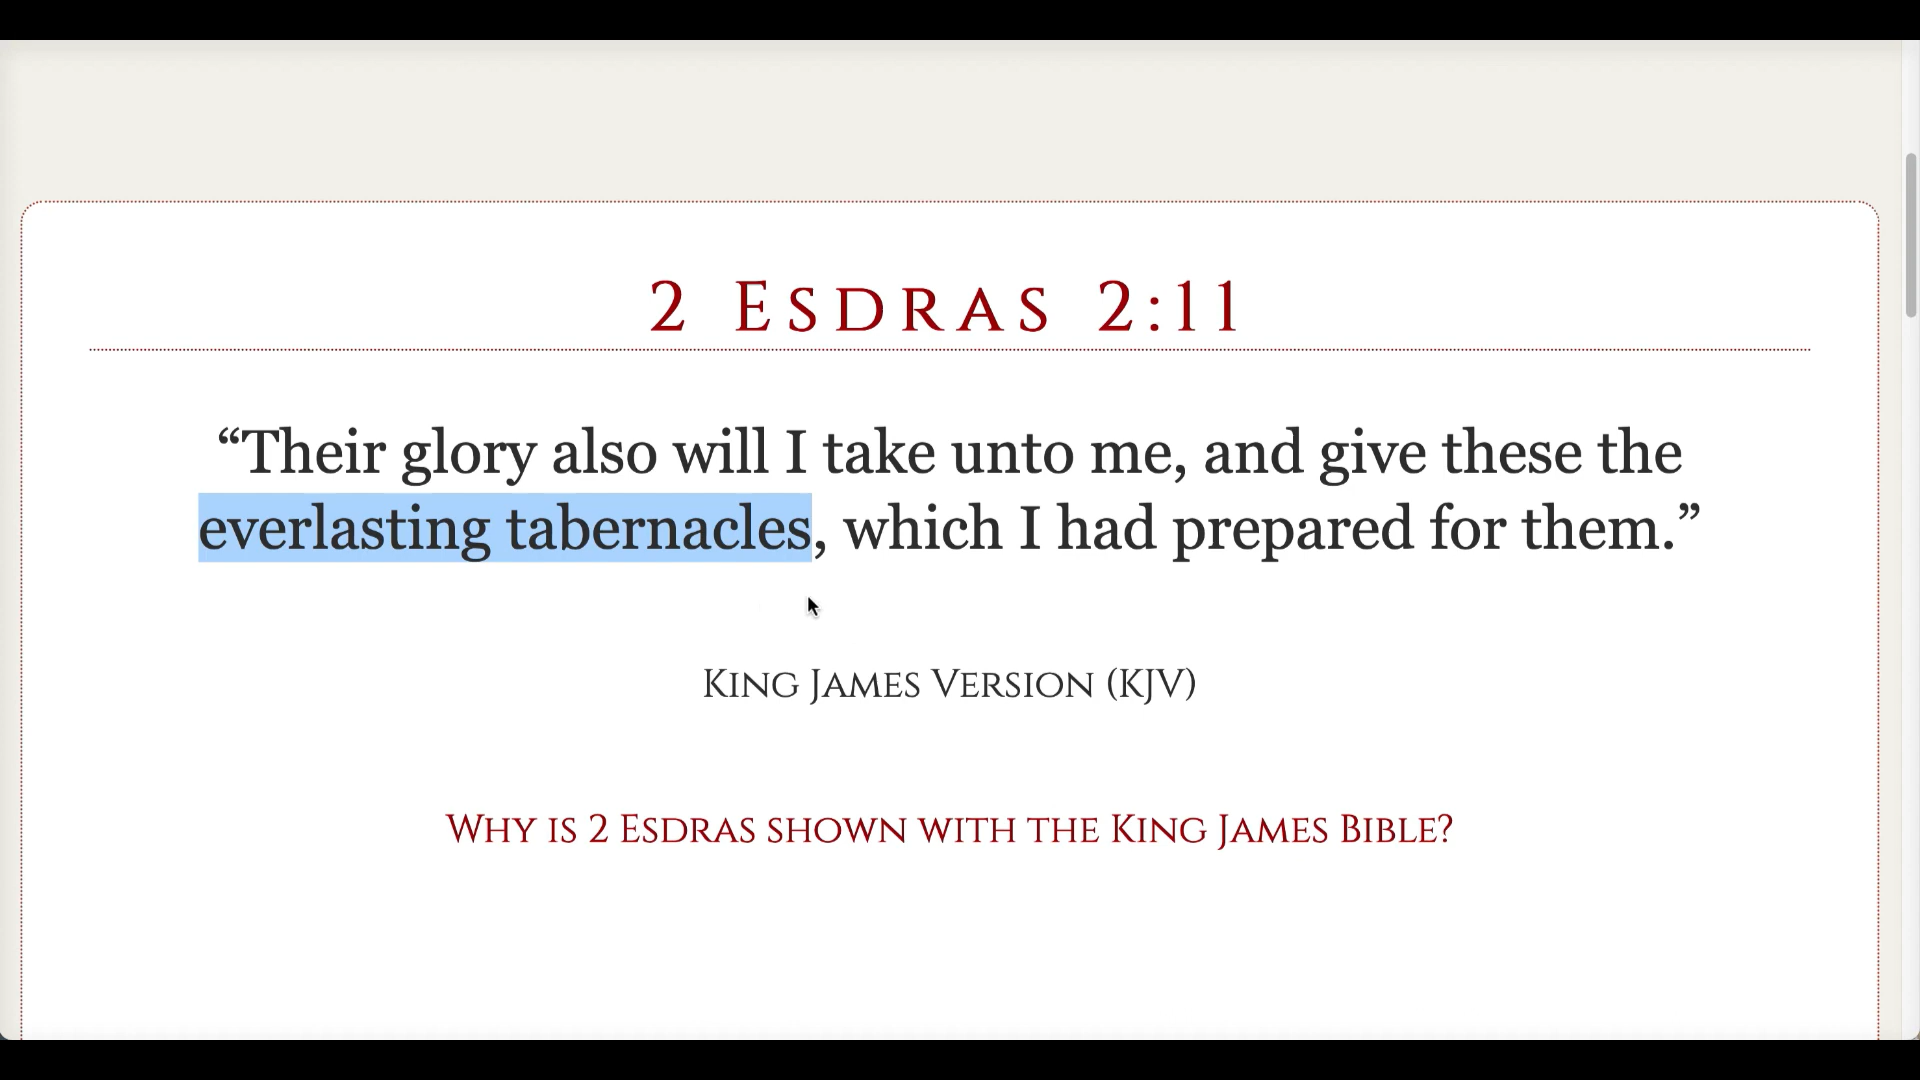 2 Esdras 2:11
“Their glory also will I take unto me, and give these the
everlasting tabernacles, which I had prepared for them.”
King James Version (KJV)
Why is 2 Esdras shown with the King James Bible?